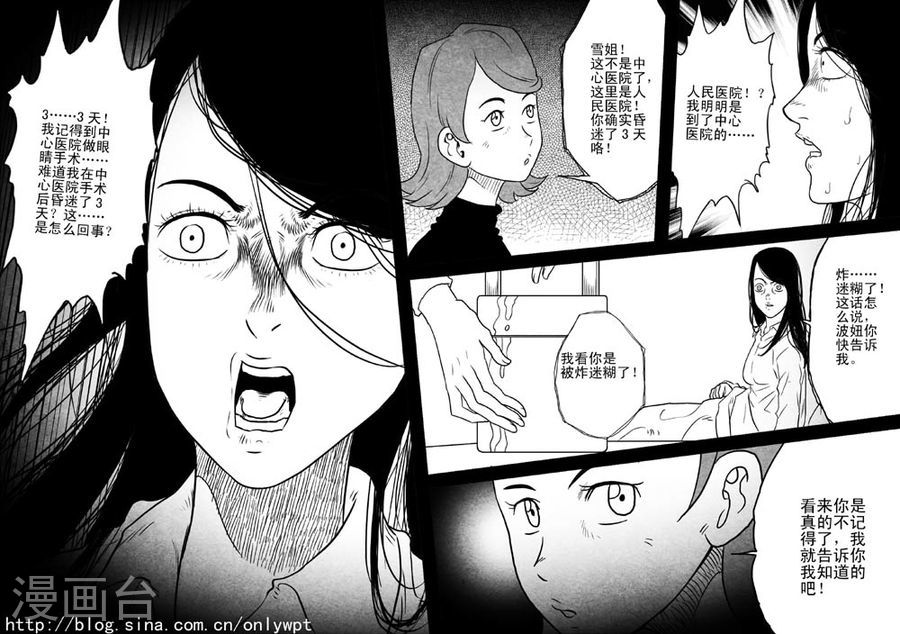 3……3天!
我记得到中
心医院做眼
睛手术……
难道我在中
心医院手术
后昏迷了3
天?这……
是怎么回事?
雪姐!
这不是中
心医院了,
这里是人
民医院!
你确实昏
迷了3天
咯!
人民医院!?
我明明是
到了中心
医院的……
我看你是
被炸迷糊了!
炸……!
迷糊了
这话怎
么说,
波妞你
快告诉
我。
看来你是
真的不记
得了,我
就告诉你
我知道的
吧!
漫画台
http://blog.sina.com.cn/onlywpt